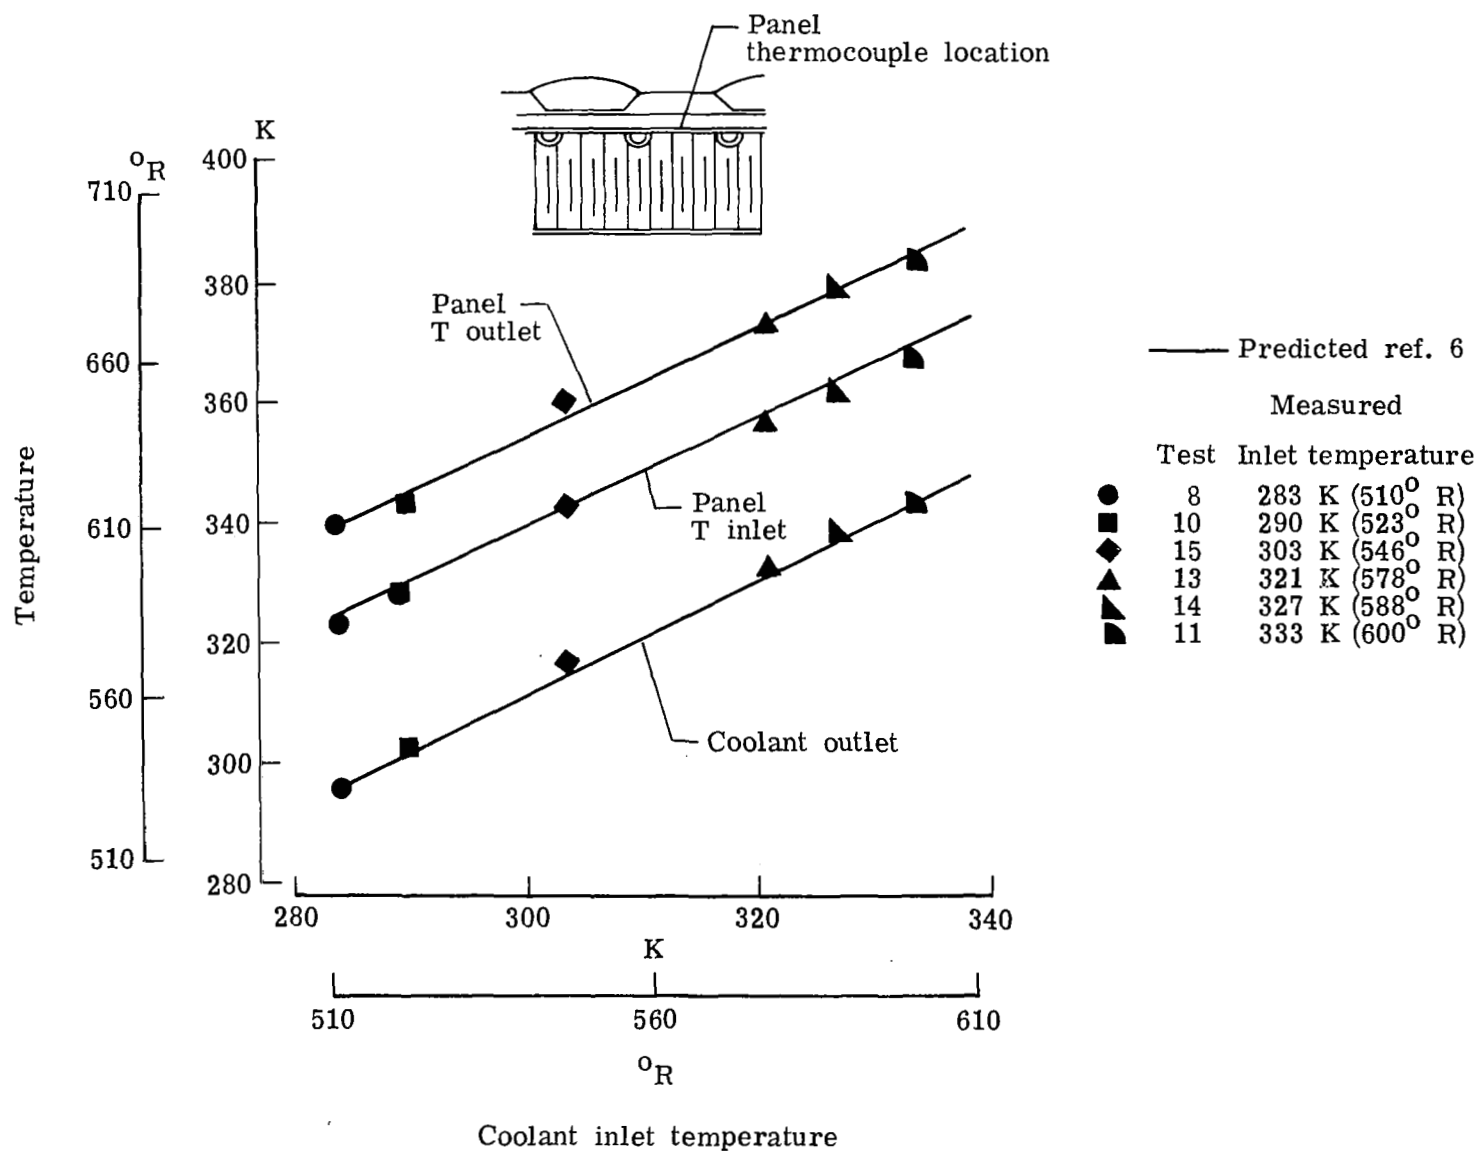 Panel
thermocouple location
K
°R
400
710
380
Panel
T outlet
660
360
Predicted ref. 6
Measured
Test Inlet temperature
8 283 K (510° R)
10 290 K (523° R)
15 303 K (546° R)
13 321 K (578° R)
14 327 K (588° R)
11 333 K (600° R)
Panel
T inlet
340
610
Temperature
320
560
Coolant outlet
300
510
280
280 300 320 340
K
510 560 610
°R
Coolant inlet temperature